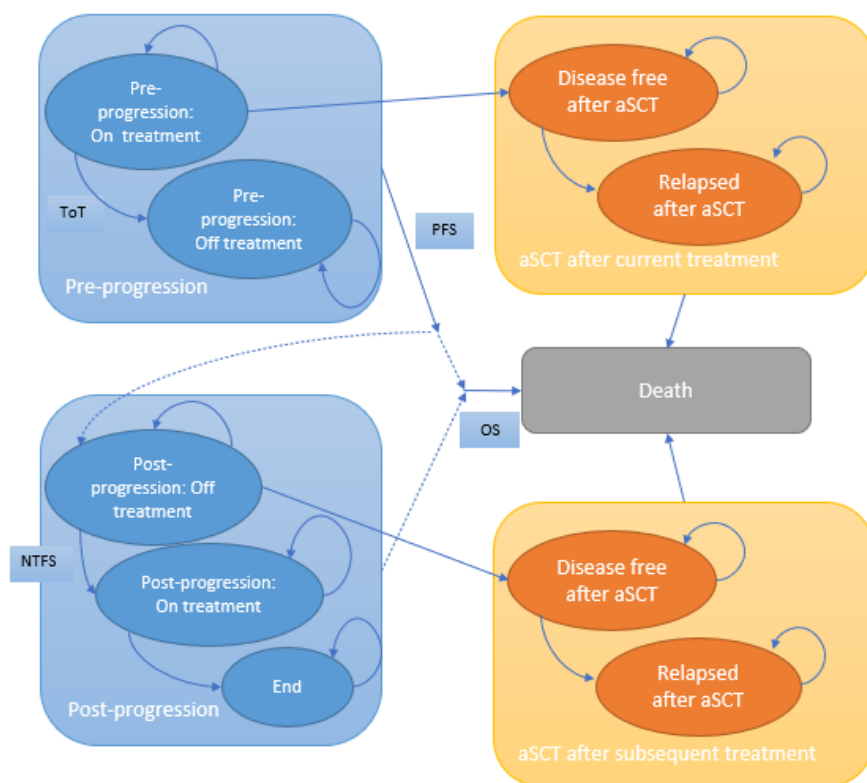 Pre-
progression:
On  treatment
ToT
Pre-
progression:
Off treatment
Pre-progression
Disease free
after aSCT
Relapsed
after aSCT
aSCT after current treatment
PFS
Death
OS
Post-
progression: Off
treatment
NTFS
Post-progression:
On treatment
End
Post-progression
Disease free
after aSCT
Relapsed
after aSCT
aSCT after subsequent treatment